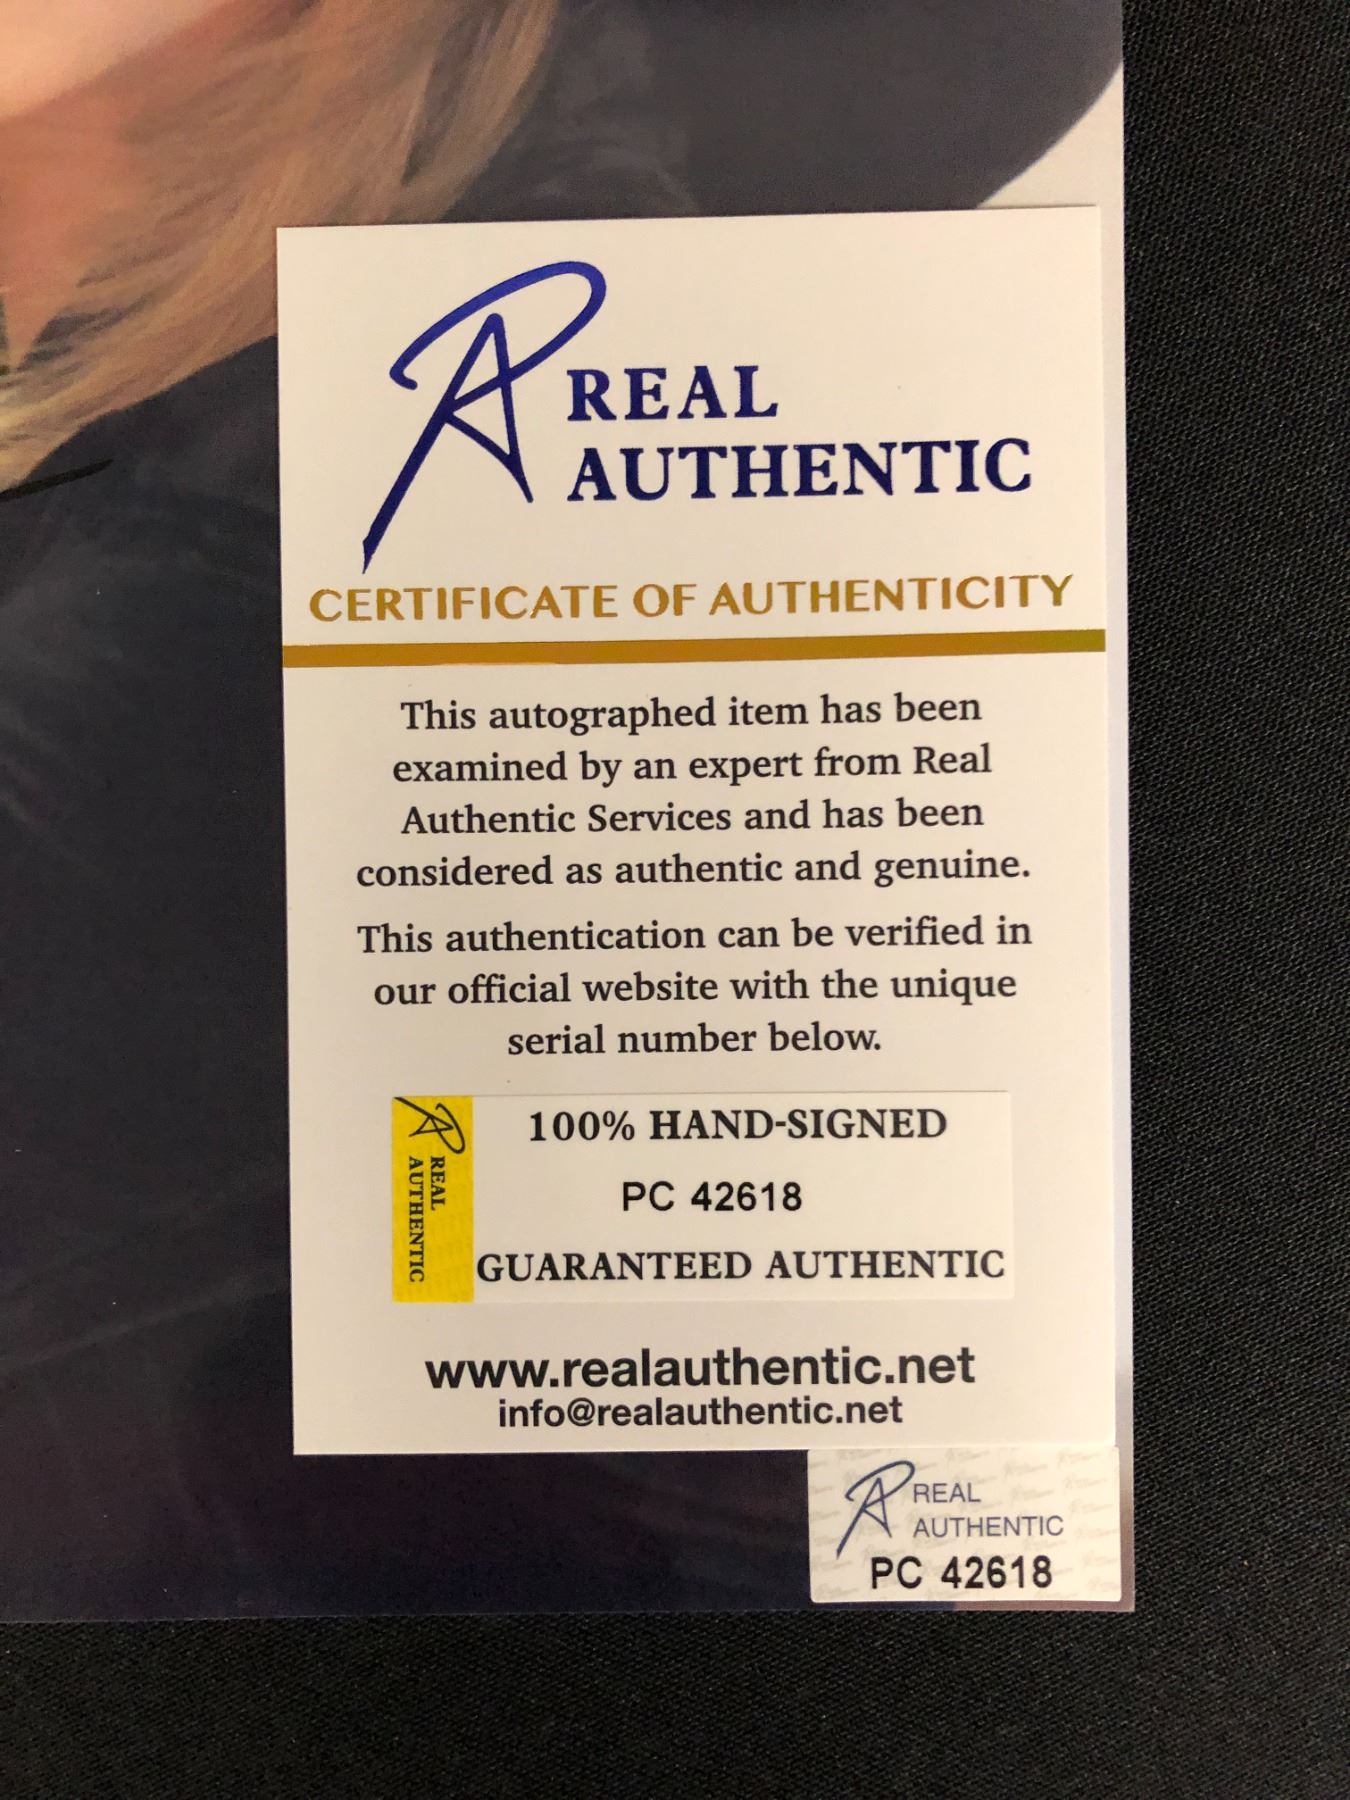 REAL
AUTHENTIC
CERTIFICATE OF AUTHENTICITY
This autographed item has been
examined by an expert from Real
Authentic Services and has been
considered as authentic and genuine.
This authentication can be verified in
our official website with the unique
serial number below.
REAL
AUTHENTIC
100% HAND-SIGNED
PC 42618
GUARANTEED AUTHENTIC
www.realauthentic.net
info@realauthentic.net
REAL
AUTHENTIC
PC 42618